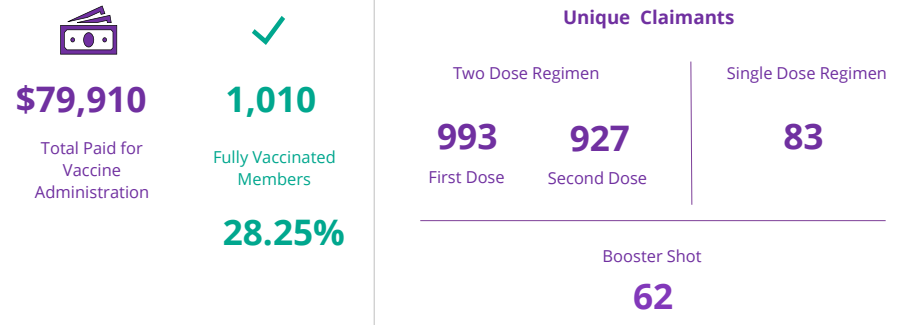 $79,910
Total Paid for
Vaccine
Administration
1,010
Fully Vaccinated
Members
28.25%
Unique Claimants
Two Dose Regimen
993
First Dose
927
Second Dose
Single Dose Regimen
83
Booster Shot
62